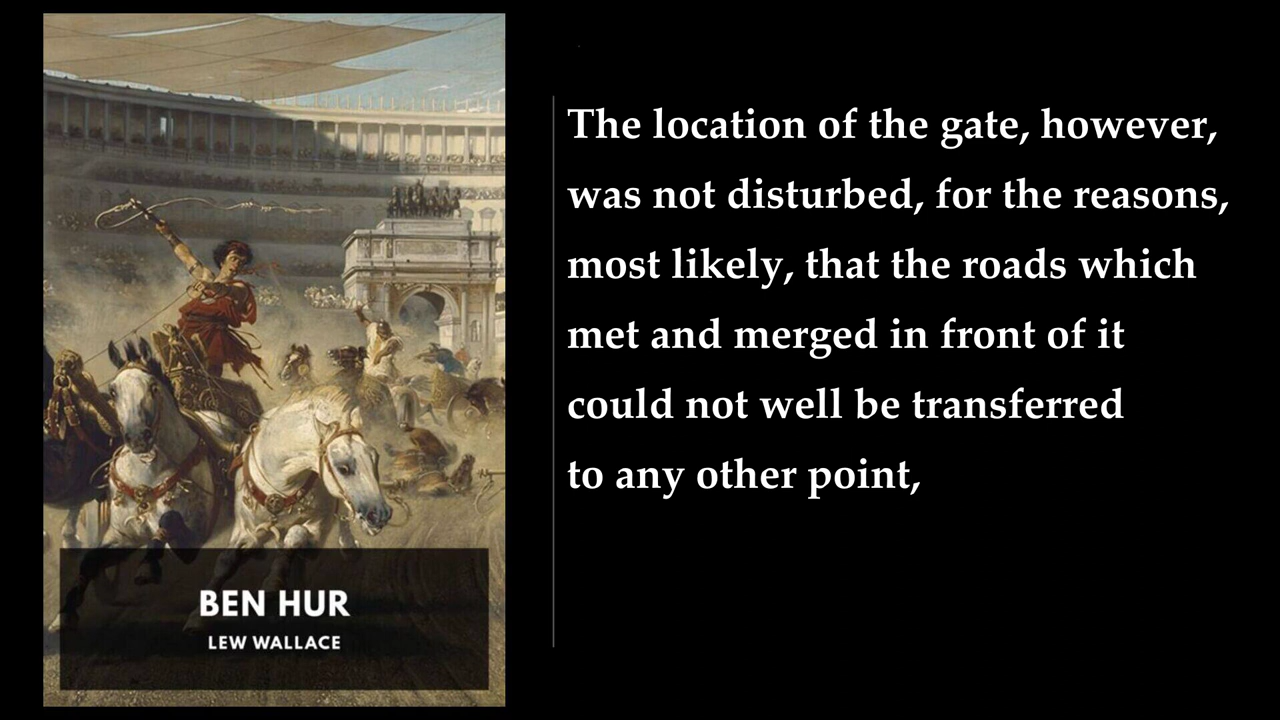 BEN HUR
LEW WALLACE
The location of the gate, however,
was not disturbed, for the reasons,
most likely, that the roads which
met and merged in front of it
could not well be transferred
to any other point,